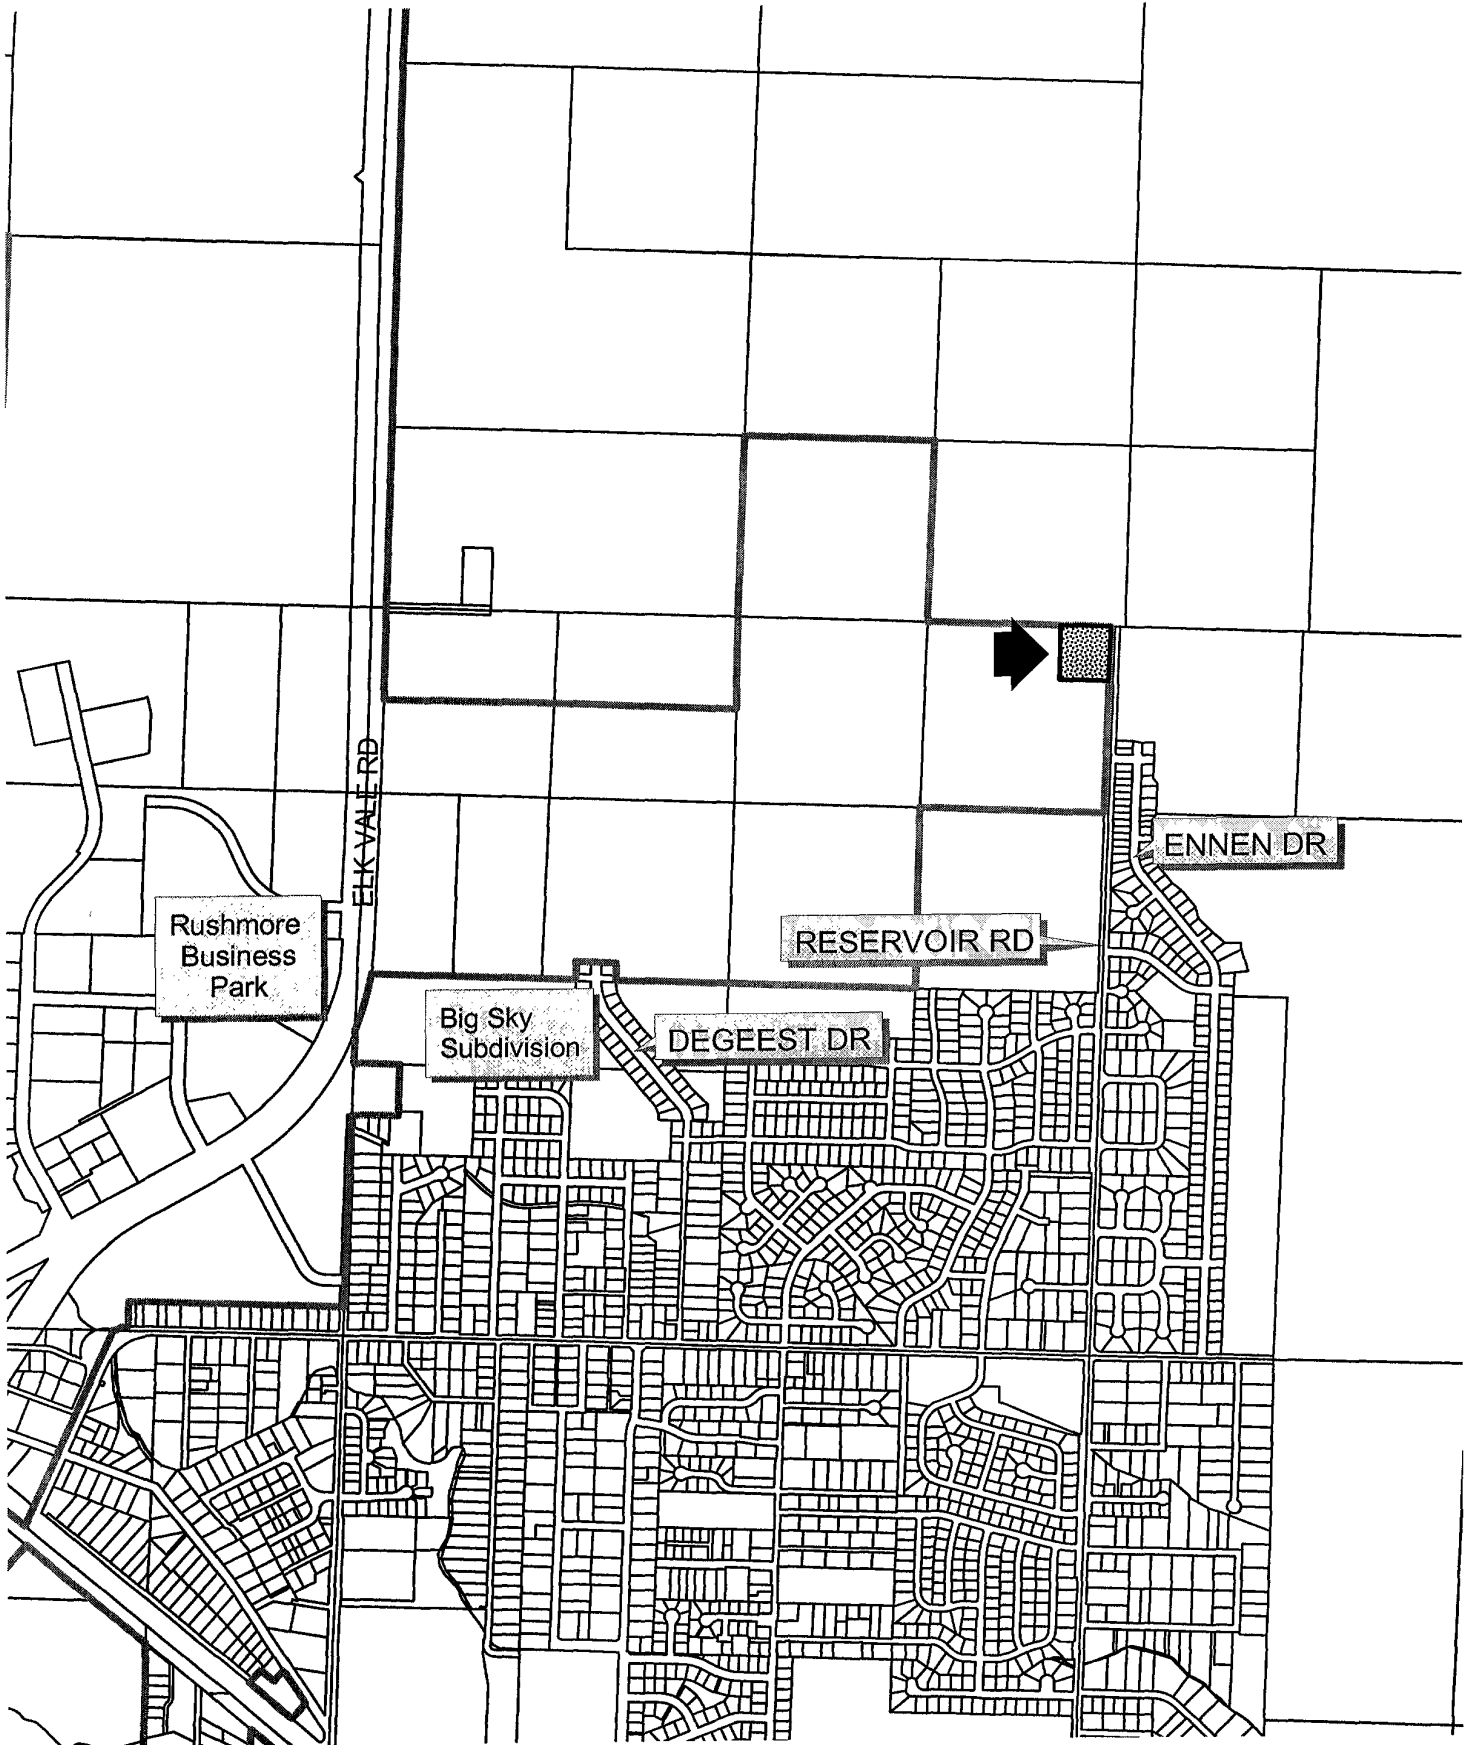 ELK VALE RD
ENNEN DR
Rushmore
Business
Park
RESERVOIR RD
Big Sky
Subdivision
DEGEEST DR